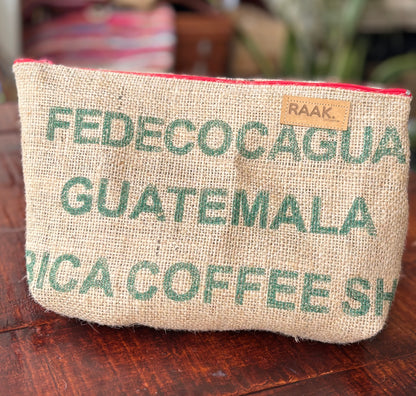 RAAK.
FEDECOCAGUA
GUATEMALA
RICA COFFEE SH